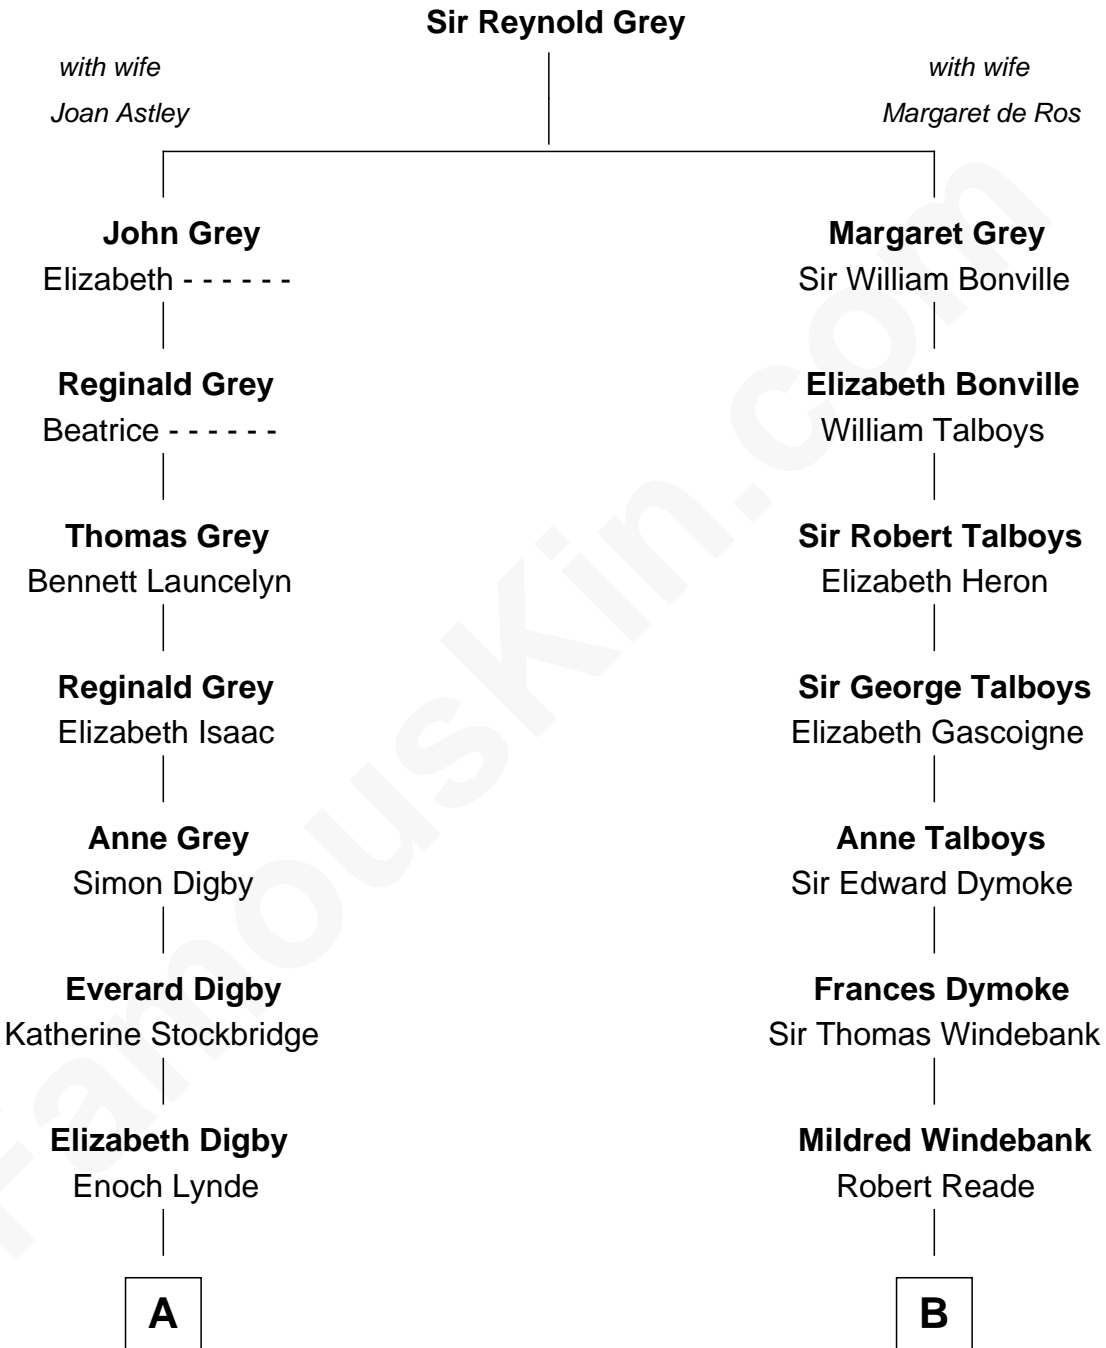 Sir Reynold Grey
with wife
Joan Astley
with wife
Margaret de Ros
John Grey
Elizabeth - - - - - -
Margaret Grey
Sir William Bonville
Reginald Grey
Beatrice - - - - - -
Elizabeth Bonville
William Talboys
Thomas Grey
Bennett Launcelyn
Sir Robert Talboys
Elizabeth Heron
Reginald Grey
Elizabeth Isaac
Sir George Talboys
Elizabeth Gascoigne
Anne Grey
Simon Digby
Anne Talboys
Sir Edward Dymoke
Everard Digby
Katherine Stockbridge
Frances Dymoke
Sir Thomas Windebank
Elizabeth Digby
Enoch Lynde
Mildred Windebank
Robert Reade
A
B
FamousKin.com